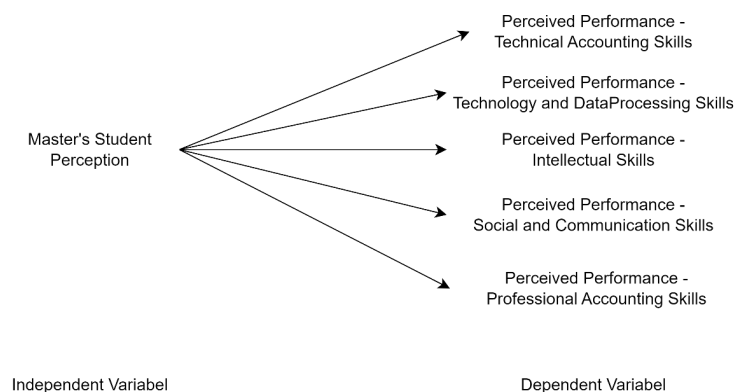 Perceived Performance -
Technical Accounting Skills
Perceived Performance -
Technology and DataProcessing Skills
Master's Student
Perception
Perceived Performance -
Intellectual Skills
Perceived Performance -
Social and Communication Skills
Perceived Performance -
Professional Accounting Skills
Independent Variabel
Dependent Variabel